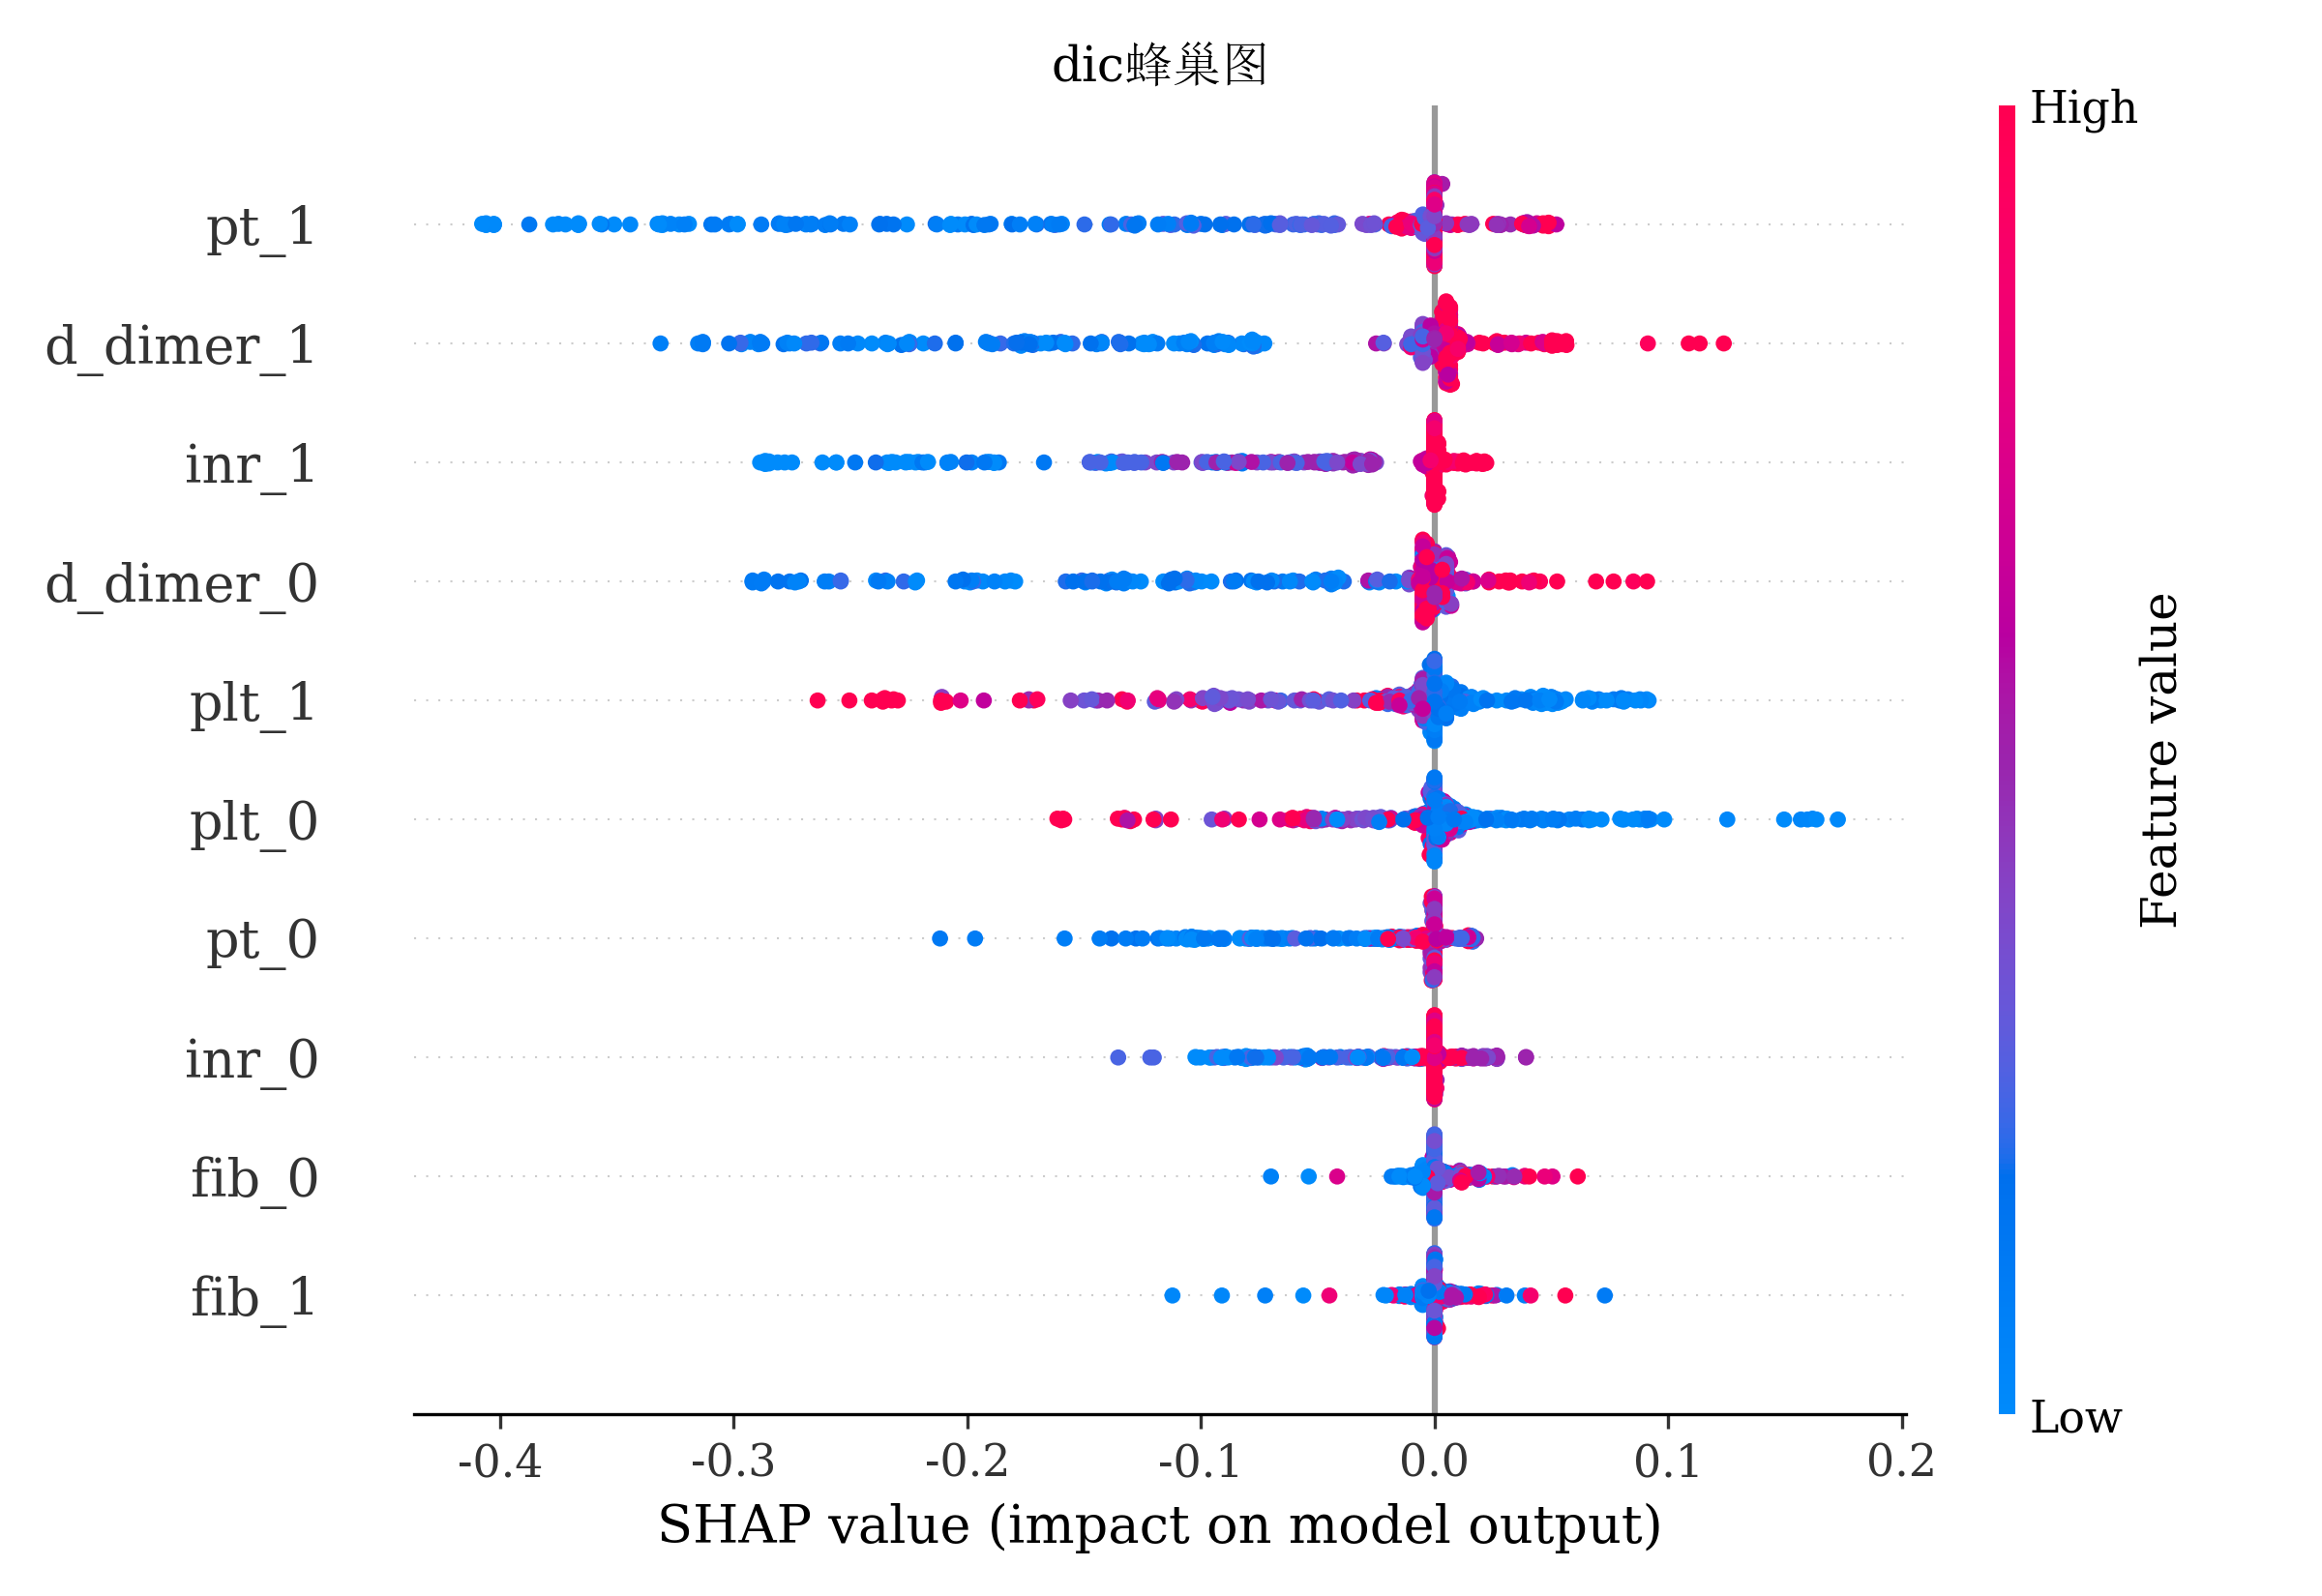 dic蜂巢图
High
pt_1
d_dimer_1
inr_1
d_dimer_0
plt_1
plt_0
pt_0
inr_0
fib_0
fib_1
Feature value
Low
-0.4 -0.3 -0.2 -0.1 0.0 0.1 0.2
SHAP value (impact on model output)